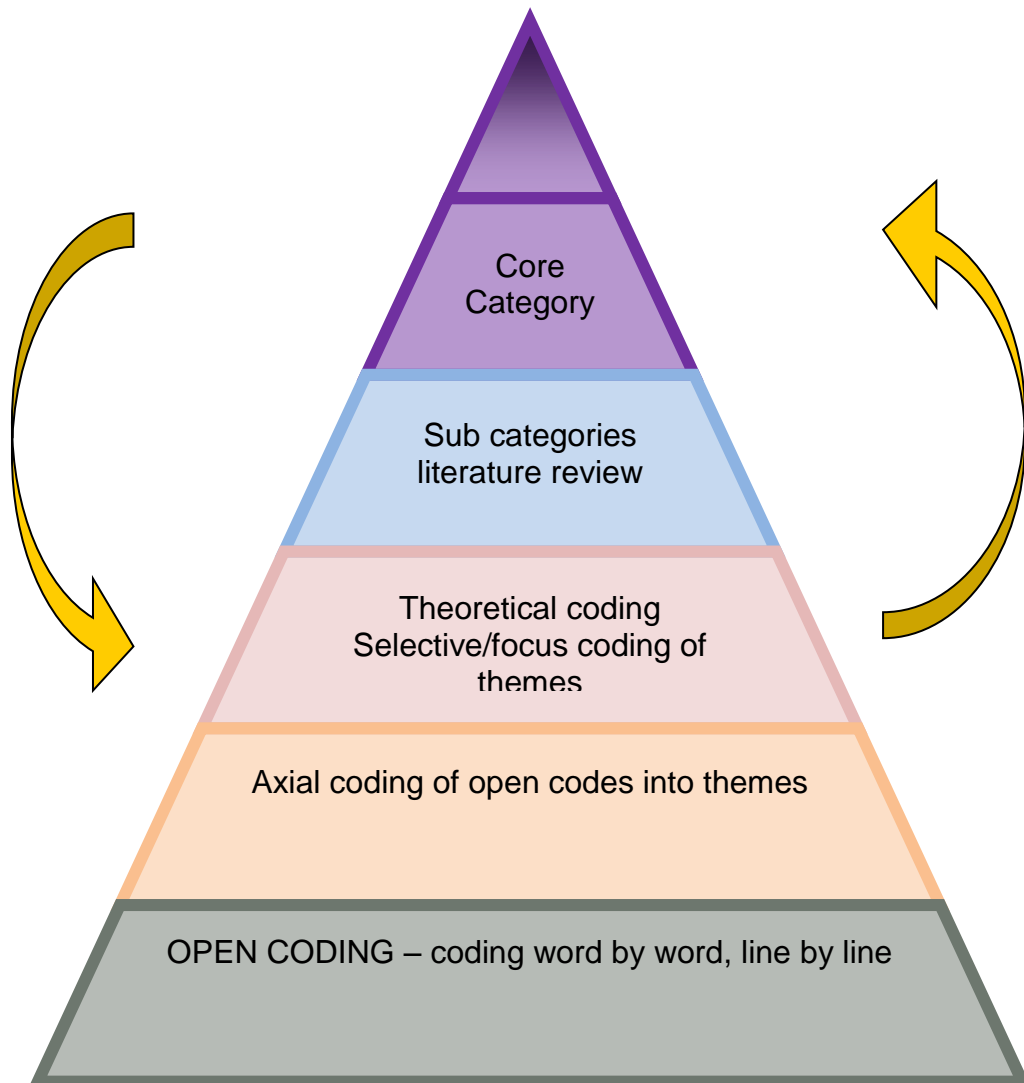 Core
Category
Sub categories
literature review
Theoretical coding
Selective/focus coding of
themes
Axial coding of open codes into themes
OPEN CODING – coding word by word, line by line